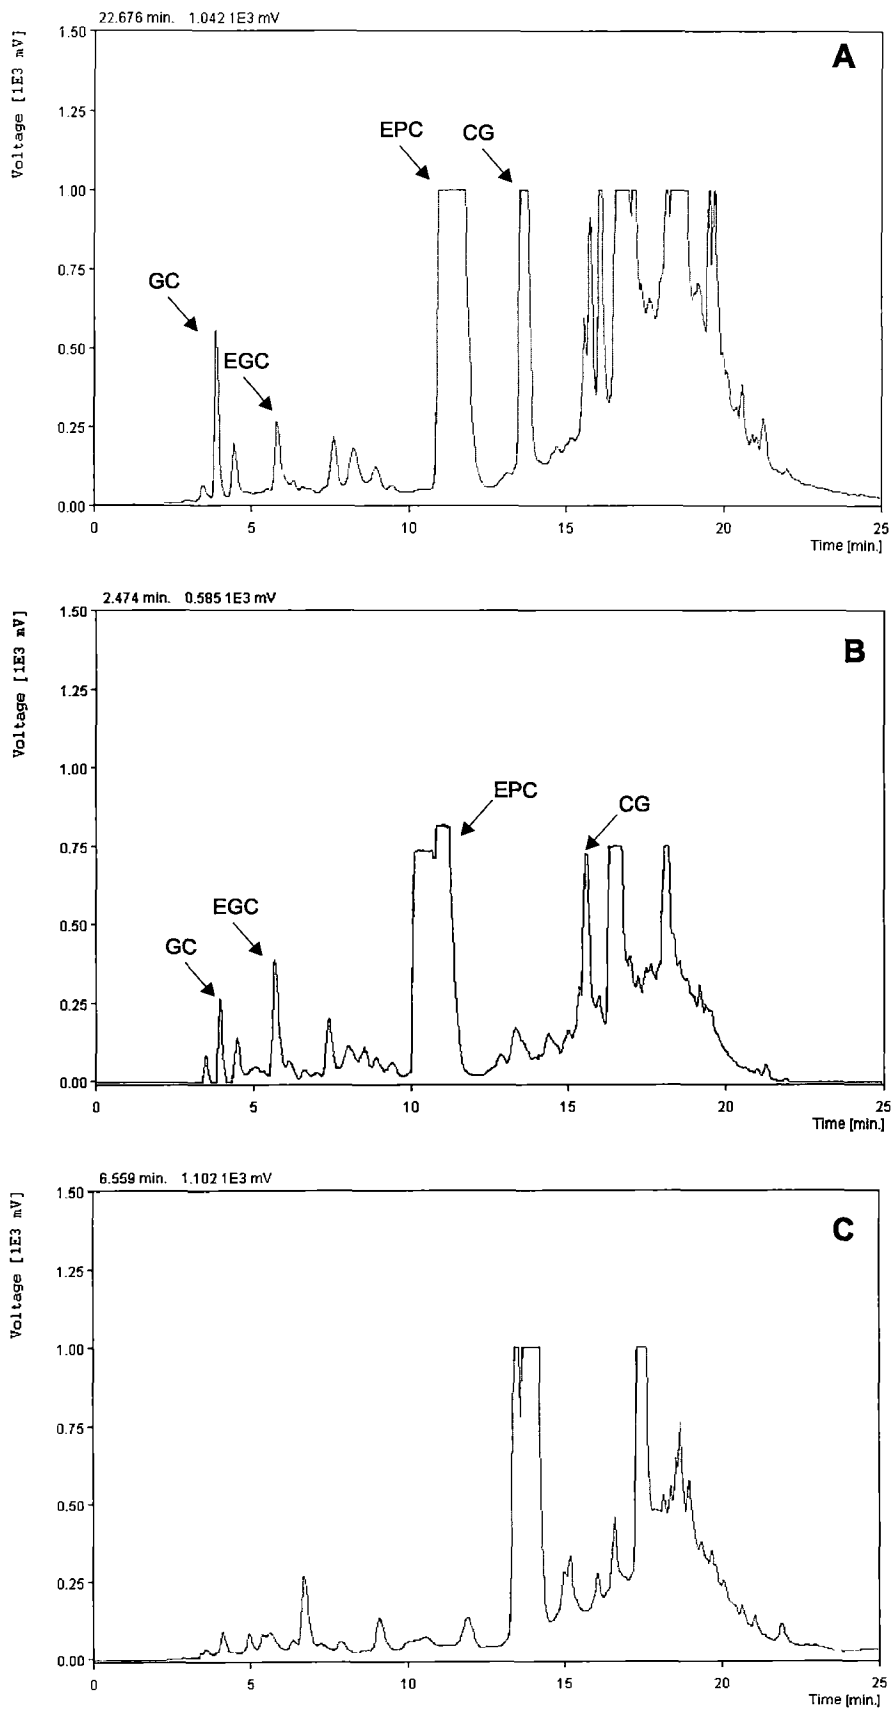 22.676 min. 1.042 1E3 mV
Voltage [1E3 mV]
A
1.50
1.25
1.00
0.75
0.50
0.25
0.00
EPC
CG
GC
EGC
0
5
10
15
20
25
Time [min.]
2.474 min. 0.585 1E3 mV
Voltage [1E3 mV]
B
1.50
1.25
1.00
0.75
0.50
0.25
0.00
EPC
CG
EGC
GC
0
5
10
15
20
25
Time [min.]
6.559 min. 1.102 1E3 mV
Voltage [1E3 mV]
C
1.50
1.25
1.00
0.75
0.50
0.25
0.00
0
5
10
15
20
25
Time [min.]